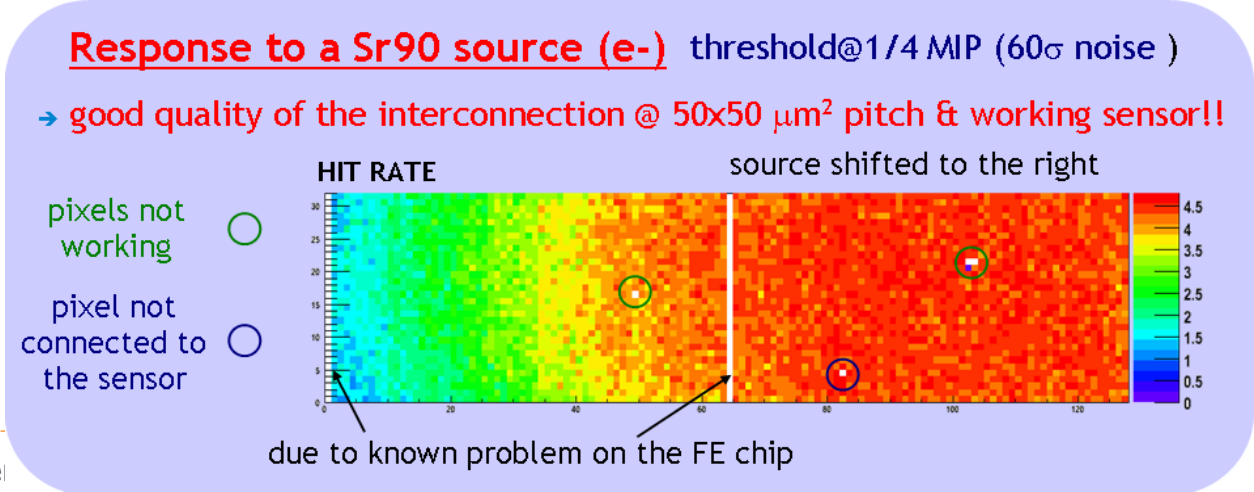 Response to a Sr90 source (e-) threshold@1/4 MIP (60σ noise )
➔ good quality of the interconnection @ 50x50 μm² pitch & working sensor!!
HIT RATE
source shifted to the right
pixels not
working
pixel not
connected to
the sensor
30
25
20
15
10
5
0
0 20 40 60 80 100 120
4.5
4
3.5
3
2.5
2
1.5
1
0.5
0
due to known problem on the FE chip